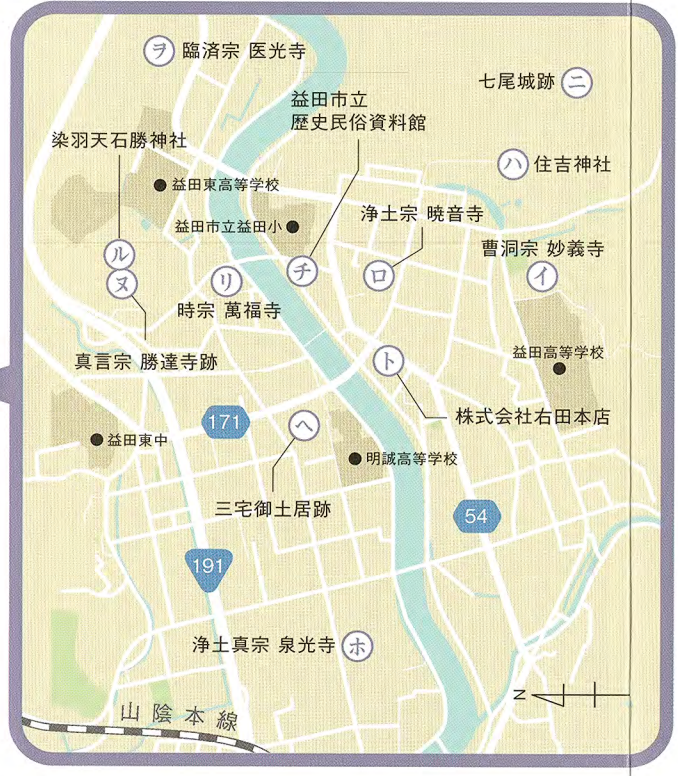 ヲ 臨済宗 医光寺
七尾城跡 ニ
益田市立
歴史民俗資料館
染羽天石勝神社
ハ 住吉神社
益田東高等学校
浄土宗 暁音寺
益田市立益田小
曹洞宗 妙義寺
ル
チ
ロ
イ
ヌ
リ
時宗 萬福寺
益田高等学校
真言宗 勝達寺跡
ト
株式会社右田本店
171
ヘ
益田東中
明誠高等学校
三宅御土居跡
54
191
浄土真宗 泉光寺 ホ
N
山陰本線